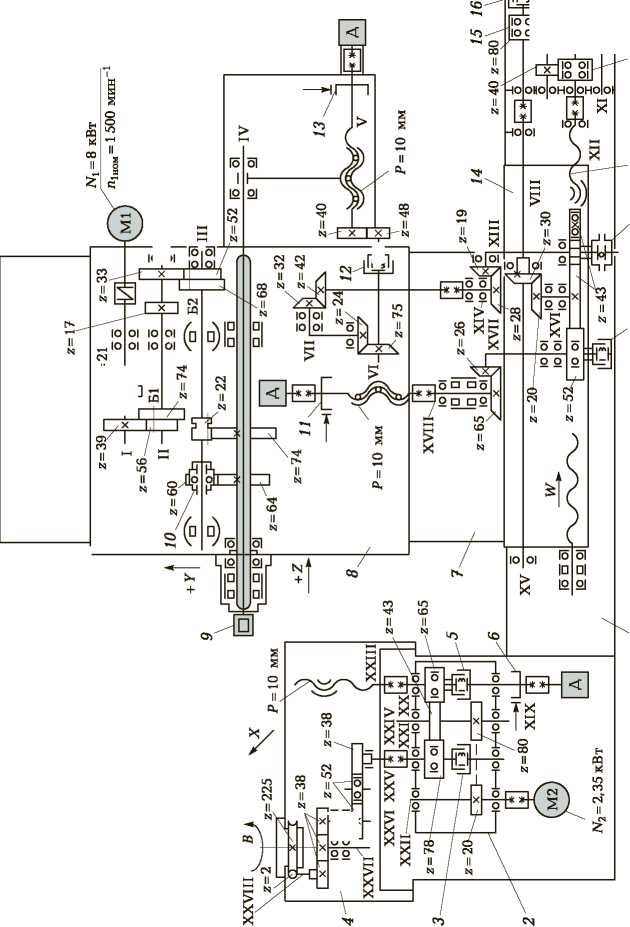 16
15
z=80
z=40
XI
XII
14
VIII
z=30
z=43
XVI
z=20
z=52
W
XV
A
13
V
P=10 мм
IV
z=40
z=48
12
z=19
XIII
XIV
XVII
z=28
z=26
z=65
XVIII
N₁=8 кВт
n₁ном=1 500 мин⁻¹
М1
z=33
z=17
21
III
z=52
z=68
Б2
Б1
z=74
z=22
z=39
I
II
z=56
z=60
10
z=74
z=64
z=32
z=42
VII
z=24
VI
z=75
A
11
P=10 мм
+Y
+Z
8
7
9
z=43
z=65
5
6
P=10 мм
X
XXIII
XX
XXIV
XXI
XIX
A
z=38
z=52
XXV
XXVI
XXII
z=80
М2
N₂=2,35 кВт
z=78
z=20
3
2
B
z=225
z=38
z=2
XXVII
XXVIII
4